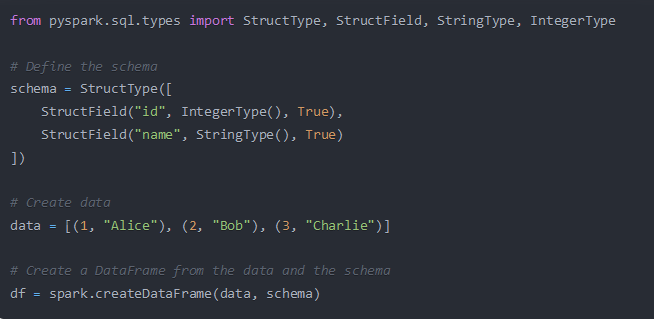 from pyspark.sql.types import StructType, StructField, StringType, IntegerType
# Define the schema
schema = StructType([
    StructField("id", IntegerType(), True),
    StructField("name", StringType(), True)
])
# Create data
data = [(1, "Alice"), (2, "Bob"), (3, "Charlie")]
# Create a DataFrame from the data and the schema
df = spark.createDataFrame(data, schema)